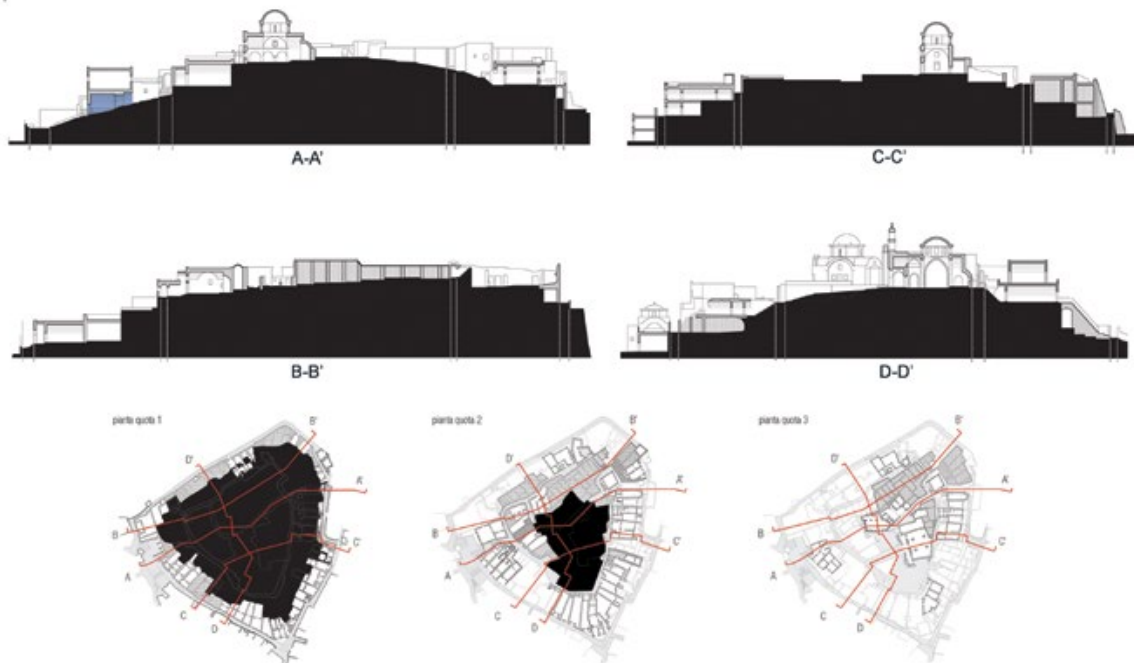 A-A'
C-C'
B-B'
D-D'
pianta quota 1
B'
D'
A'
B
C'
A
C
D
pianta quota 2
B'
D'
A'
B
C'
A
C
D
pianta quota 3
B'
D'
A'
B
C'
A
C
D